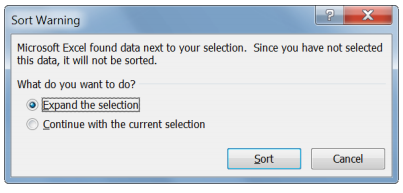 Sort Warning
Microsoft Excel found data next to your selection. Since you have not selected
this data, it will not be sorted.
What do you want to do?
Expand the selection
Continue with the current selection
Sort Cancel